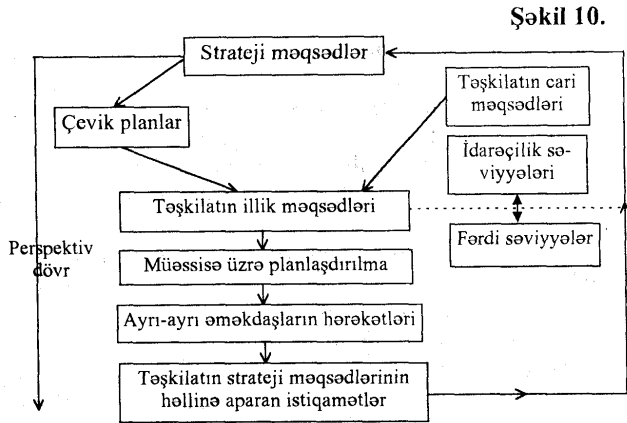 Şəkil 10.
Strateji məqsədlər
Təşkilatın cari
məqsədləri
Çevik planlar
İdarəçilik sə-
viyyələri
Təşkilatın illik məqsədləri
Fərdi səviyyələr
Perspektiv
dövr
Müəssisə üzrə planlaşdırılma
Ayrı-ayrı əməkdaşların hərəkətləri
Təşkilatın strateji məqsədlərinin
həllinə aparan istiqamətlər